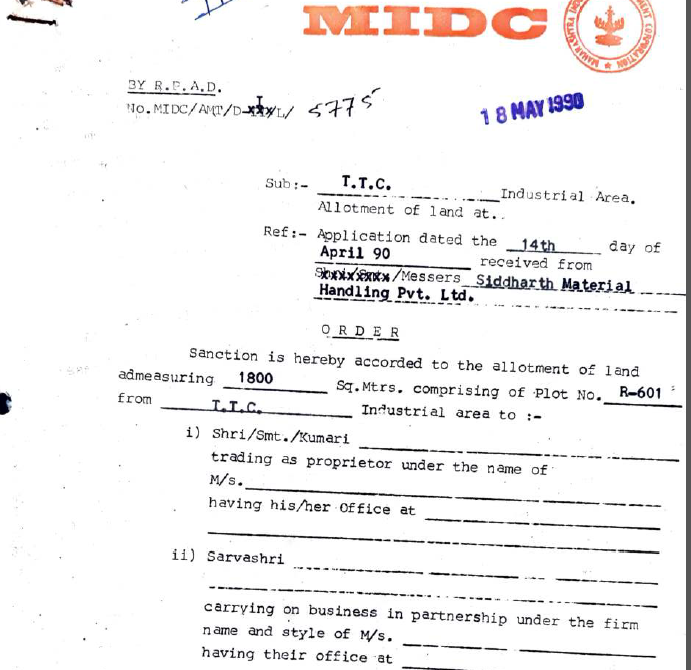 MIDC
BY R.P.A.D.
No.MIDC/AMT/D-xxx/L/ 5775
18 MAY 1990
Sub:- T.T.C. Industrial Area.
Allotment of land at..
Ref:- Application dated the 14th day of
April 90 received from
Shri/Smt./Messers Siddharth Material
Handling Pvt. Ltd.
O R D E R
Sanction is hereby accorded to the allotment of land
admeasuring 1800 Sq.Mtrs. comprising of Plot No. R-601
from T.T.C. Industrial area to :-
i) Shri/Smt./Kumari
trading as proprietor under the name of
M/s.
having his/her Office at
ii) Sarvashri
carrying on business in partnership under the firm
name and style of M/s.
having their office at